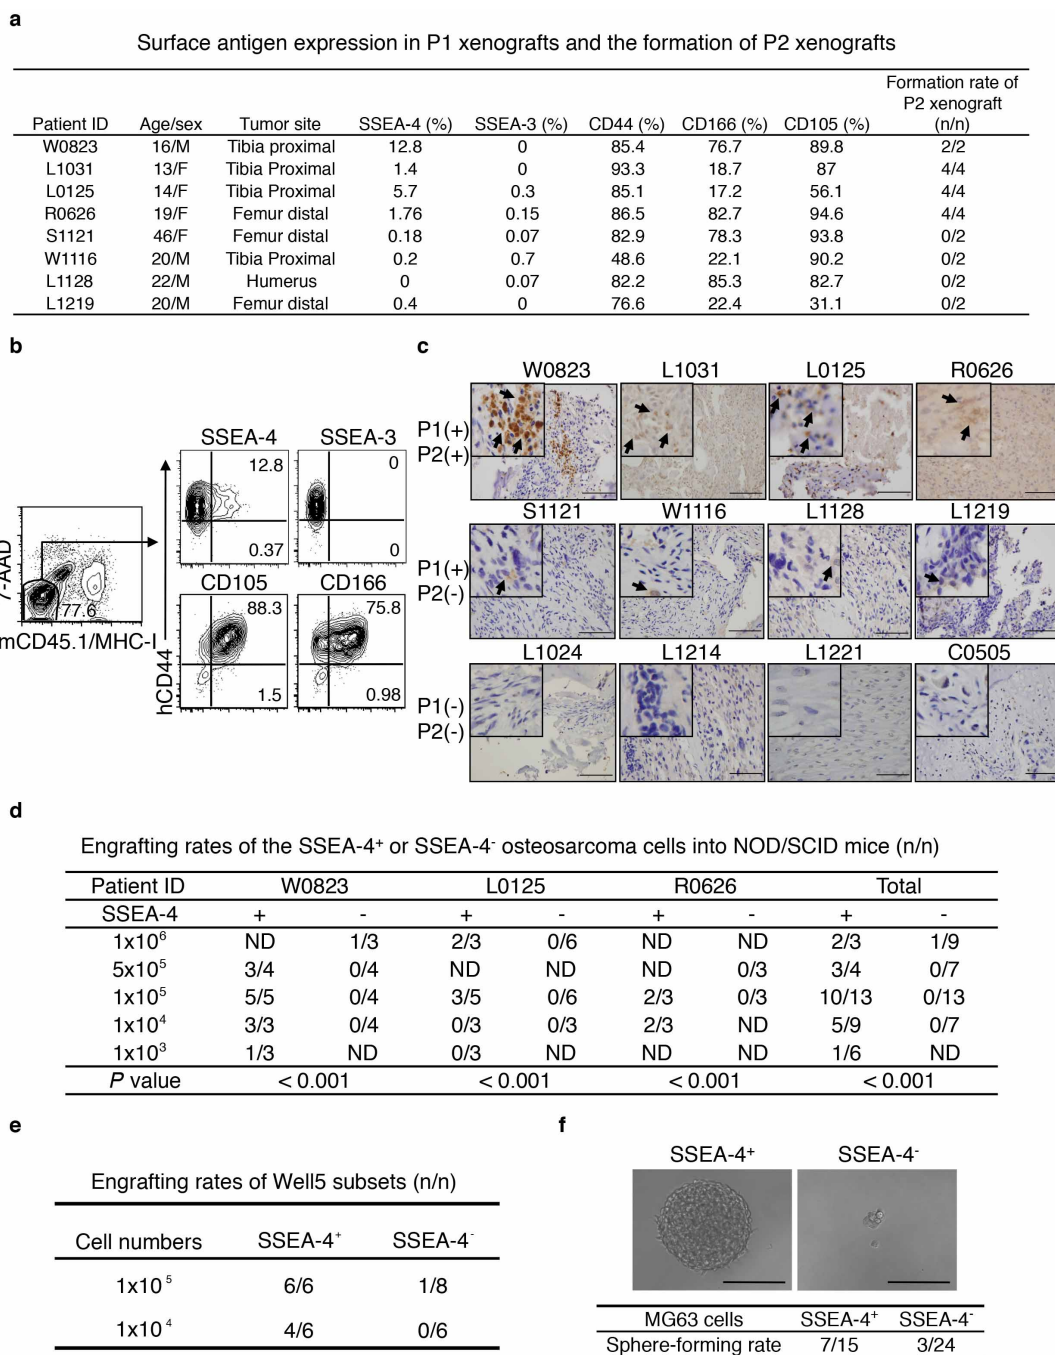 a
Surface antigen expression in P1 xenografts and the formation of P2 xenografts
Formation rate of
P2 xenograft
Patient ID Age/sex Tumor site SSEA-4 (%) SSEA-3 (%) CD44 (%) CD166 (%) CD105 (%) (n/n)
W0823 16/M Tibia proximal 12.8 0 85.4 76.7 89.8 2/2
L1031 13/F Tibia Proximal 1.4 0 93.3 18.7 87 4/4
L0125 14/F Tibia Proximal 5.7 0.3 85.1 17.2 56.1 4/4
R0626 19/F Femur distal 1.76 0.15 86.5 82.7 94.6 4/4
S1121 46/F Femur distal 0.18 0.07 82.9 78.3 93.8 0/2
W1116 20/M Tibia Proximal 0.2 0.7 48.6 22.1 90.2 0/2
L1128 22/M Humerus 0 0.07 82.2 85.3 82.7 0/2
L1219 20/M Femur distal 0.4 0 76.6 22.4 31.1 0/2
b
SSEA-4 SSEA-3
12.8 0
0.37 0
CD105 CD166
88.3 75.8
1.5 0.98
7-AAD
77.6
mCD45.1/MHC-I
hCD44
c
W0823 L1031 L0125 R0626
P1(+)
P2(+)
S1121 W1116 L1128 L1219
P1(+)
P2(-)
L1024 L1214 L1221 C0505
P1(-)
P2(-)
d
Engrafting rates of the SSEA-4+ or SSEA-4- osteosarcoma cells into NOD/SCID mice (n/n)
Patient ID W0823 L0125 R0626 Total
SSEA-4 + - + - + - + -
1x10⁶ ND 1/3 2/3 0/6 ND ND 2/3 1/9
5x10⁵ 3/4 0/4 ND ND ND 0/3 3/4 0/7
1x10⁵ 5/5 0/4 3/5 0/6 2/3 0/3 10/13 0/13
1x10⁴ 3/3 0/4 0/3 0/3 2/3 ND 5/9 0/7
1x10³ 1/3 ND 0/3 ND ND ND 1/6 ND
P value < 0.001 < 0.001 < 0.001 < 0.001
e
Engrafting rates of Well5 subsets (n/n)
Cell numbers SSEA-4+ SSEA-4-
1x10⁵ 6/6 1/8
1x10⁴ 4/6 0/6
f
SSEA-4+ SSEA-4-
MG63 cells SSEA-4+ SSEA-4-
Sphere-forming rate 7/15 3/24